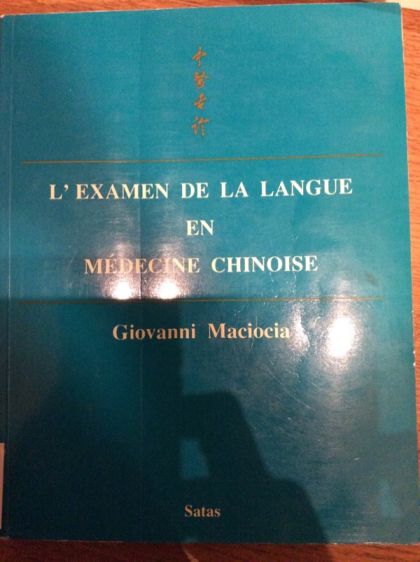 L'EXAMEN DE LA LANGUE
EN
MÉDECINE CHINOISE
Giovanni Maciocia
Satas